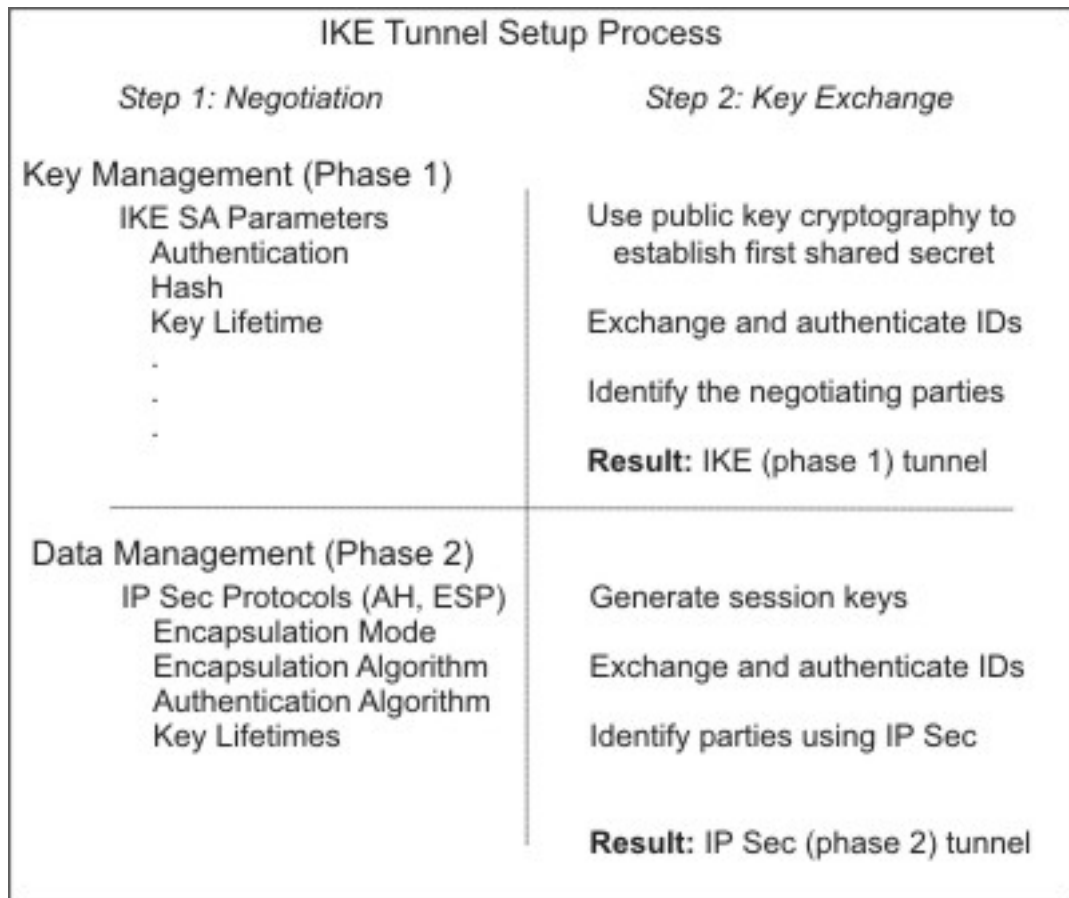 IKE Tunnel Setup Process
Step 1: Negotiation
Step 2: Key Exchange
Key Management (Phase 1)
IKE SA Parameters
Authentication
Hash
Key Lifetime
.
.
.
Use public key cryptography to
establish first shared secret
Exchange and authenticate IDs
Identify the negotiating parties
Result: IKE (phase 1) tunnel
Data Management (Phase 2)
IP Sec Protocols (AH, ESP)
Encapsulation Mode
Encapsulation Algorithm
Authentication Algorithm
Key Lifetimes
Generate session keys
Exchange and authenticate IDs
Identify parties using IP Sec
Result: IP Sec (phase 2) tunnel